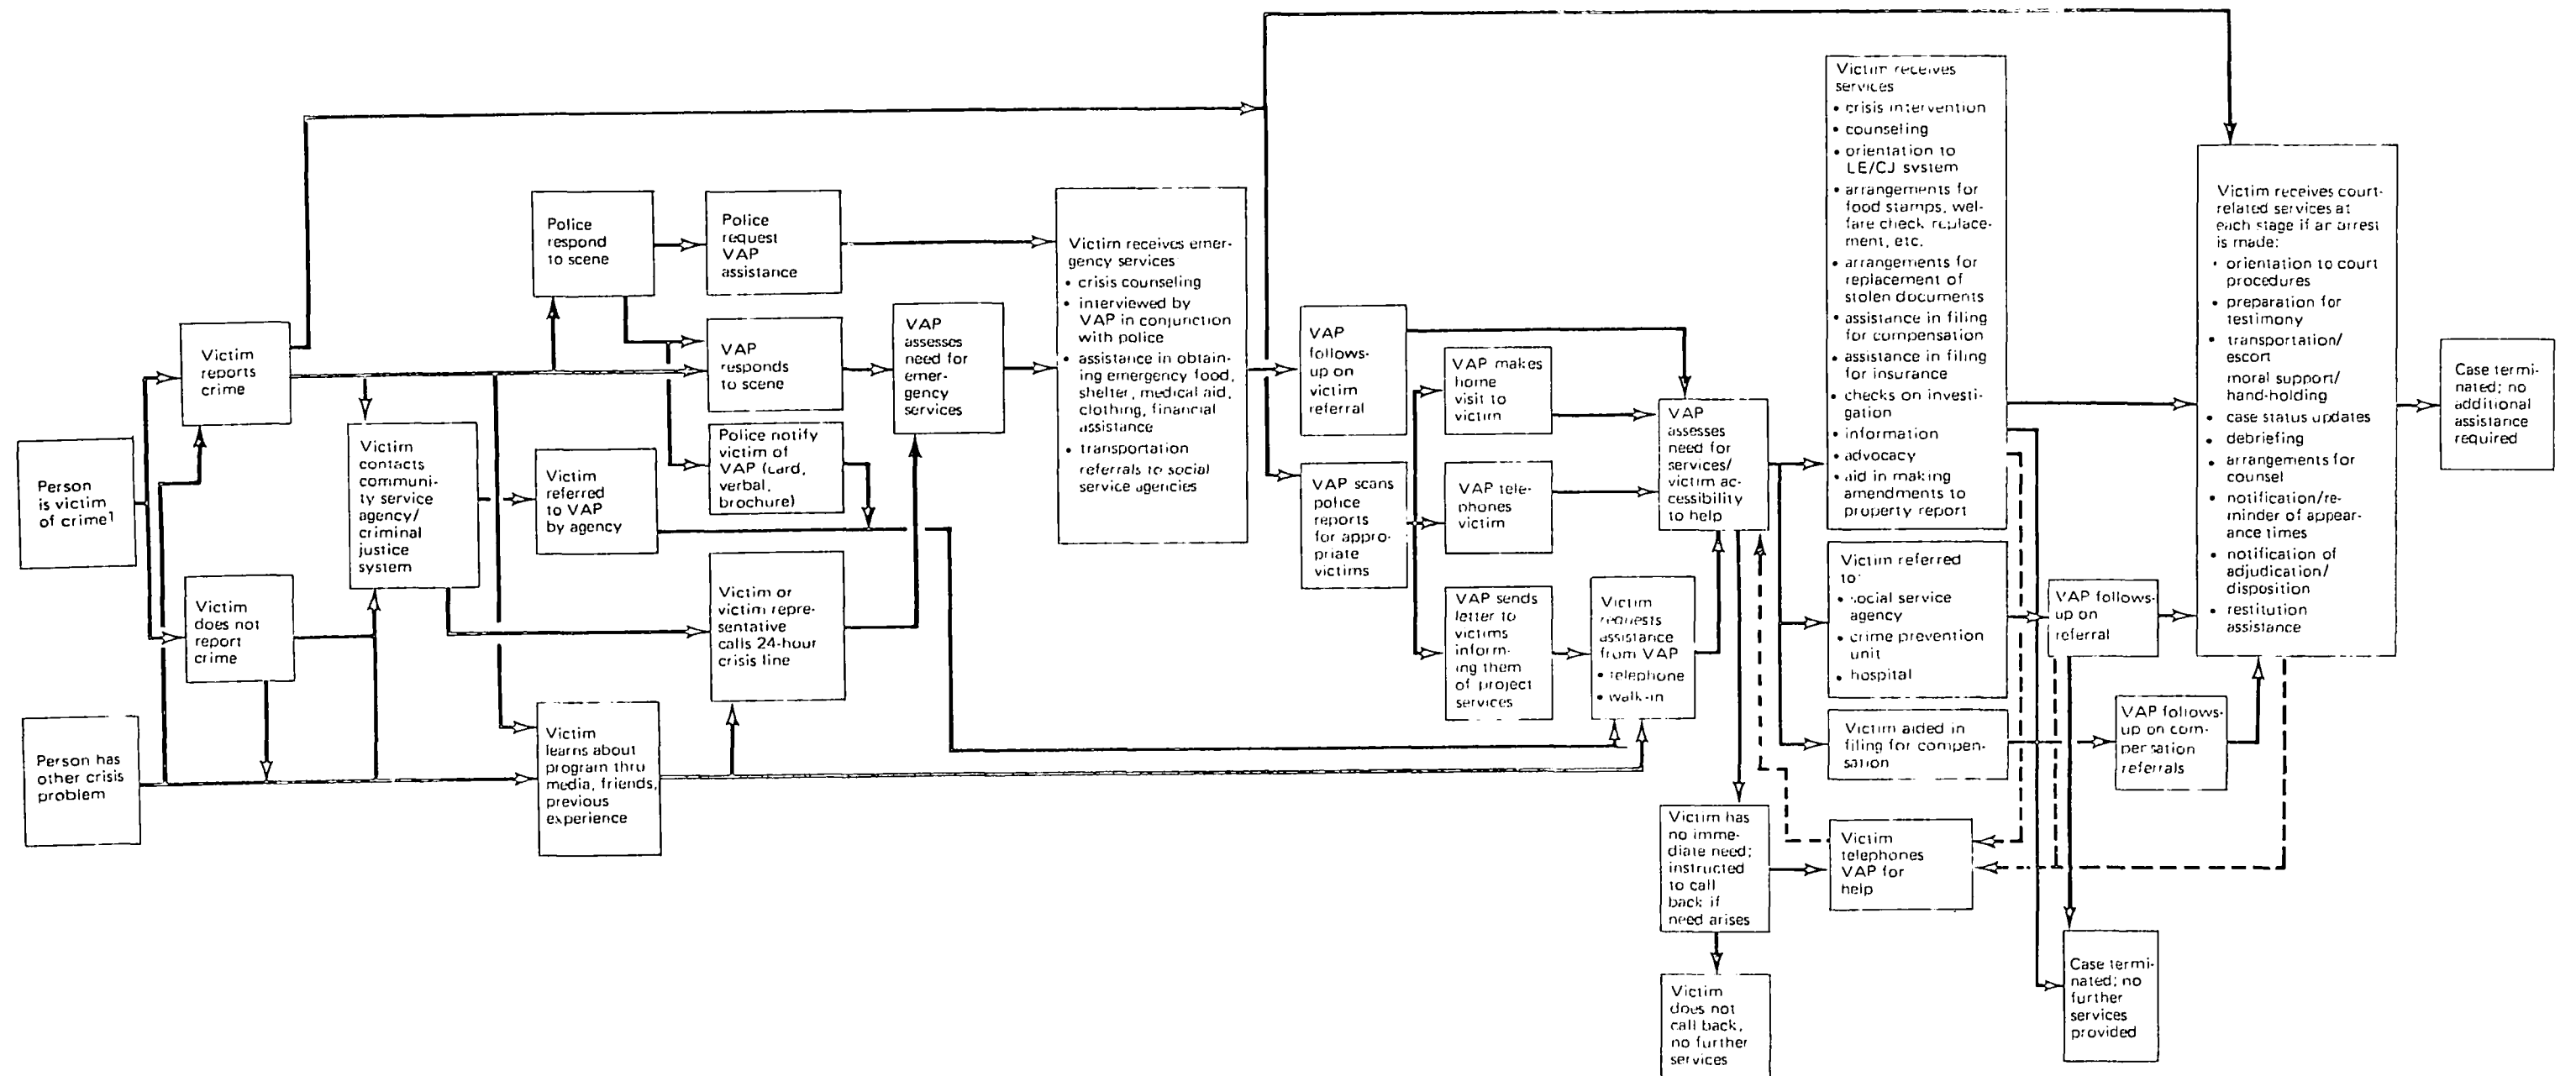 Person
is victim
of crime1
Person has
other crisis
problem
Victim
reports
crime
Victim
does not
report
crime
Victim
contacts
communi-
ty service
agency/
criminal
justice
system
Police
respond
to scene
Victim
referred
to VAP
by agency
Victim
learns about
program thru
media, friends,
previous
experience
Police
request
VAP
assistance
VAP
responds
to scene
Police notify
victim of
VAP (card,
verbal,
brochure)
Victim or
victim repre-
sentative
calls 24-hour
crisis line
VAP
assesses
need for
emer-
gency
services
Victim receives emer-
gency services
• crisis counseling
• interviewed by
VAP in conjunction
with police
• assistance in obtain-
ing emergency food,
shelter, medical aid,
clothing, financial
assistance
• transportation
referrals to social
service agencies
VAP
follows-
up on
victim
referral
VAP scans
police
reports
for appro-
priate
victims
VAP makes
home
visit to
victim
VAP tele-
phones
victim
VAP sends
letter to
victims
inform-
ing them
of project
services
Victim
requests
assistance
from VAP
• telephone
• walk-in
VAP
assesses
need for
services/
victim ac-
cessibility
to help
Victim has
no imme-
diate need;
instructed
to call
back if
need arises
Victim
does not
call back,
no further
services
Victim receives
services
• crisis intervention
• counseling
• orientation to
LE/CJ system
• arrangements for
food stamps, wel-
fare check replace-
ment, etc.
• arrangements for
replacement of
stolen documents
• assistance in filing
for compensation
• assistance in filing
for insurance
• checks on investi-
gation
• information
• advocacy
• aid in making
amendments to
property report
Victim referred
to:
• social service
agency
• crime prevention
unit
• hospital
Victim aided in
filing for compen-
sation
Victim
telephones
VAP for
help
VAP follows-
up on
referral
VAP follows-
up on com-
pensation
referrals
Case termi-
nated; no
further
services
provided
Victim receives court-
related services at
each stage if an arrest
is made:
• orientation to court
procedures
• preparation for
testimony
• transportation/
escort
moral support/
hand-holding
• case status updates
• debriefing
• arrangements for
counsel
• notification/re-
minder of appear-
ance times
• notification of
adjudication/
disposition
• restitution
assistance
Case termi-
nated; no
additional
assistance
required